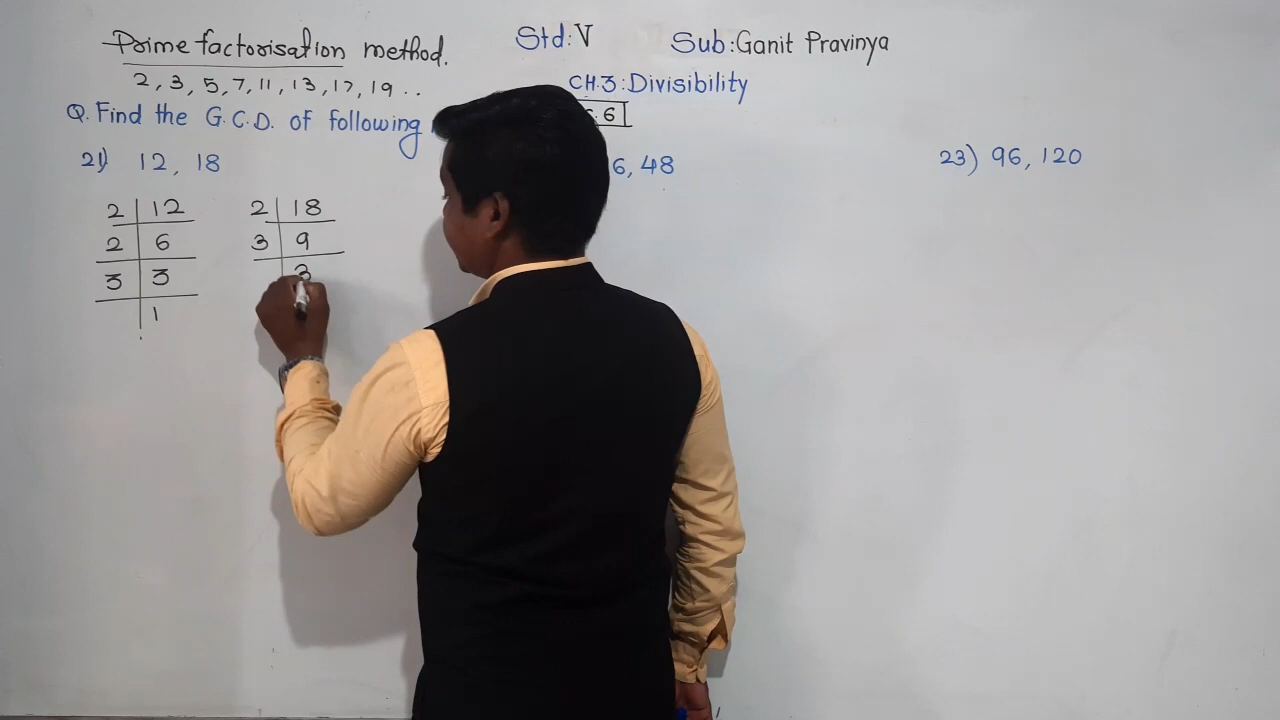 Prime factorisation method.
Std: V
Sub: Ganit Pravinya
2, 3, 5, 7, 11, 13, 17, 19 ..
CH.3: Divisibility
Q. Find the G.C.D. of following
6
21) 12, 18
6, 48
23) 96, 120
2 | 12
2 | 6
3 | 3
1
2 | 18
3 | 9
3